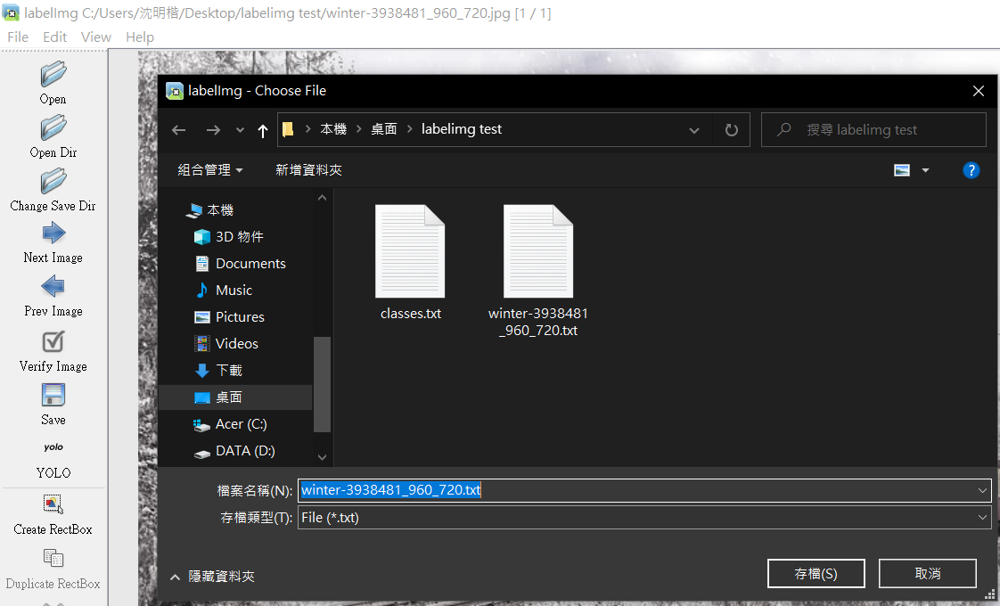 labelImg C:/Users/沈明楷/Desktop/labelimg test/winter-3938481_960_720.jpg [1 / 1]
File Edit View Help
Open
Open Dir
Change Save Dir
Next Image
Prev Image
Verify Image
Save
yolo
YOLO
Create RectBox
Duplicate RectBox
labelImg - Choose File
本機 桌面 labelimg test
搜尋 labelimg test
組合管理 新增資料夾
?
本機
3D 物件
Documents
Music
Pictures
Videos
下載
桌面
Acer (C:)
DATA (D:)
classes.txt
winter-3938481
_960_720.txt
檔案名稱(N): winter-3938481_960_720.txt
存檔類型(T): File (*.txt)
隱藏資料夾
存檔(S) 取消